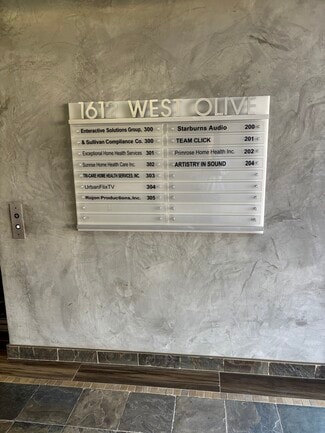 1612 WEST OLIVE
Enteractive Solutions Group, 300
& Sullivan Compliance Co. 300
Exceptional Home Health Services 301
Sunrise Home Health Care Inc. 302
TRI-CARE HOME HEALTH SERVICES, INC. 303
UrbanFlixTV 304
Rojon Productions, Inc. 305
Starburns Audio 200
TEAM CLICK 201
Primrose Home Health Inc. 202
ARTISTRY IN SOUND 204